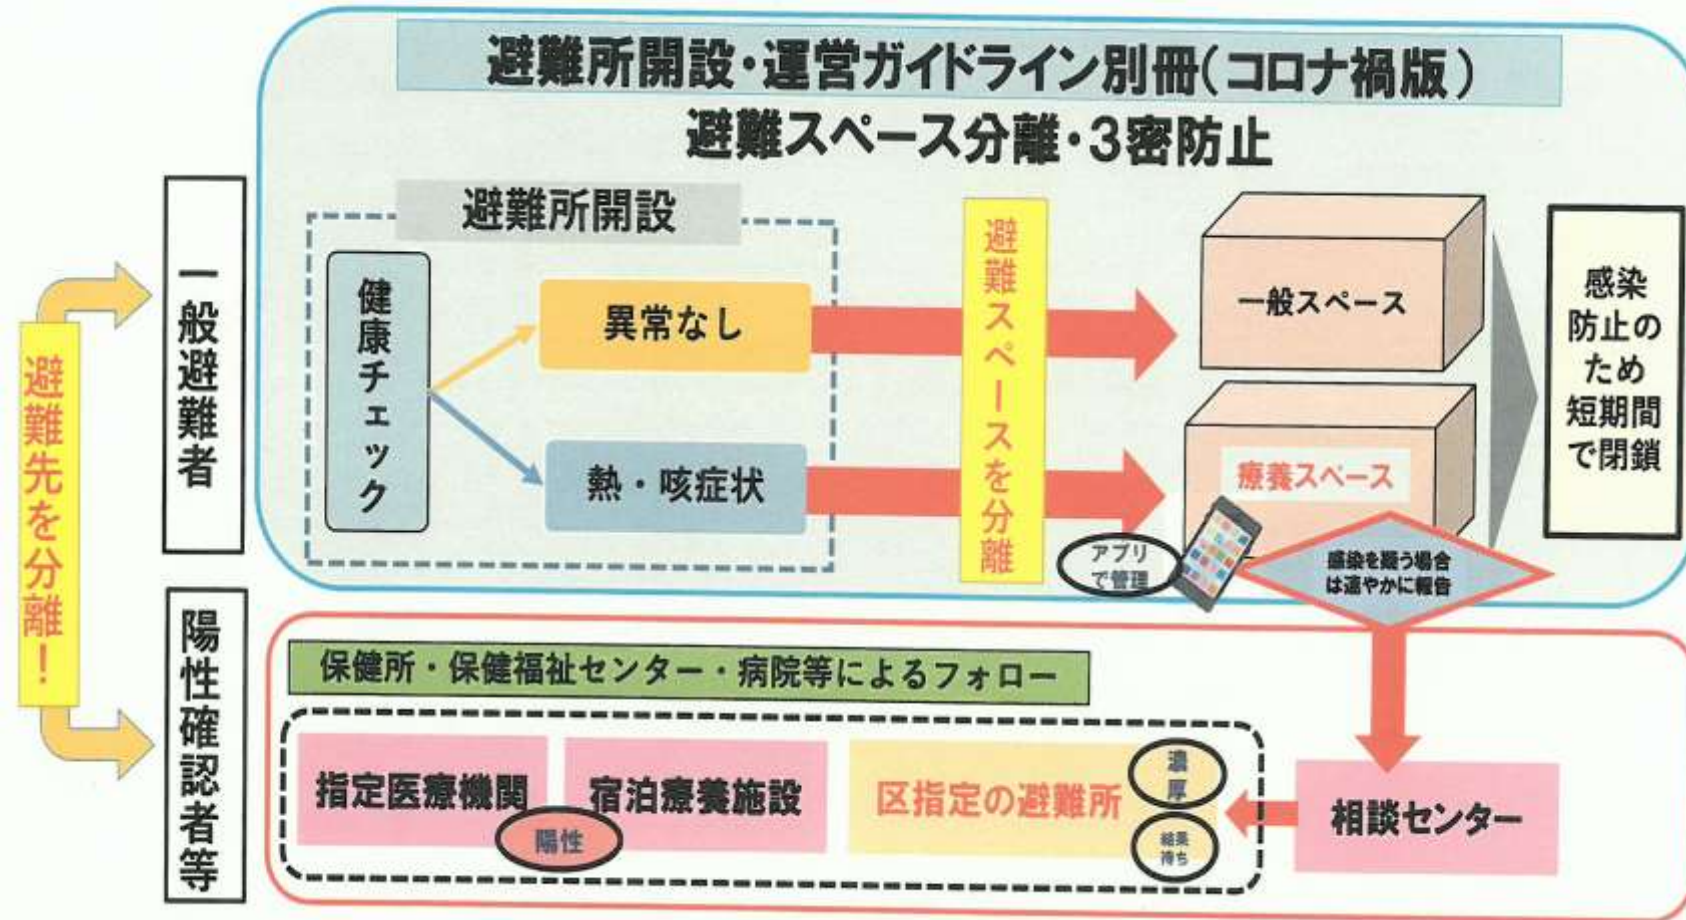 避難所開設・運営ガイドライン別冊(コロナ禍版)
避難スペース分離・3密防止
避難先を分離!
一般避難者
避難所開設
健康チェック
異常なし
熱・咳症状
避難スペースを分離
一般スペース
療養スペース
アプリ
で管理
感染を疑う場合
は速やかに報告
感染
防止の
ため
短期間
で閉鎖
陽性確認者等
保健所・保健福祉センター・病院等によるフォロー
指定医療機関
宿泊療養施設
陽性
区指定の避難所
濃
厚
結果
待ち
相談センター